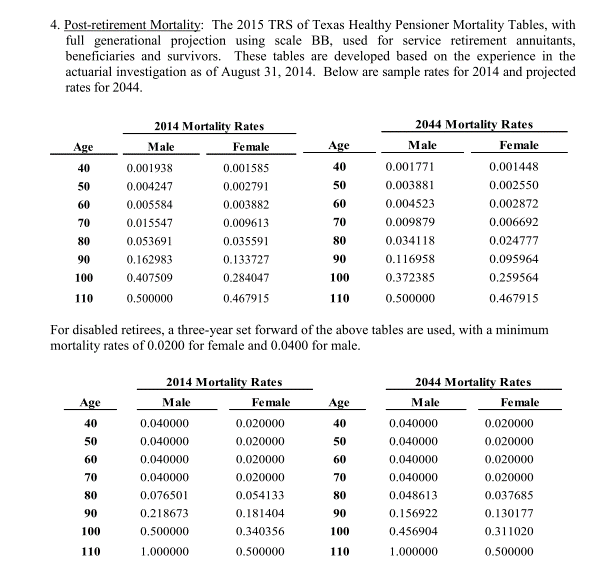 4. Post-retirement Mortality: The 2015 TRS of Texas Healthy Pensioner Mortality Tables, with
full generational projection using scale BB, used for service retirement annuitants,
beneficiaries and survivors. These tables are developed based on the experience in the
actuarial investigation as of August 31, 2014. Below are sample rates for 2014 and projected
rates for 2044.
2014 Mortality Rates 2044 Mortality Rates
Age Male Female Age Male Female
40 0.001938 0.001585 40 0.001771 0.001448
50 0.004247 0.002791 50 0.003881 0.002550
60 0.005584 0.003882 60 0.004523 0.002872
70 0.015547 0.009613 70 0.009879 0.006692
80 0.053691 0.035591 80 0.034118 0.024777
90 0.162983 0.133727 90 0.116958 0.095964
100 0.407509 0.284047 100 0.372385 0.259564
110 0.500000 0.467915 110 0.500000 0.467915
For disabled retirees, a three-year set forward of the above tables are used, with a minimum
mortality rates of 0.0200 for female and 0.0400 for male.
2014 Mortality Rates 2044 Mortality Rates
Age Male Female Age Male Female
40 0.040000 0.020000 40 0.040000 0.020000
50 0.040000 0.020000 50 0.040000 0.020000
60 0.040000 0.020000 60 0.040000 0.020000
70 0.040000 0.020000 70 0.040000 0.020000
80 0.076501 0.054133 80 0.048613 0.037685
90 0.218673 0.181404 90 0.156922 0.130177
100 0.500000 0.340356 100 0.456904 0.311020
110 1.000000 0.500000 110 1.000000 0.500000